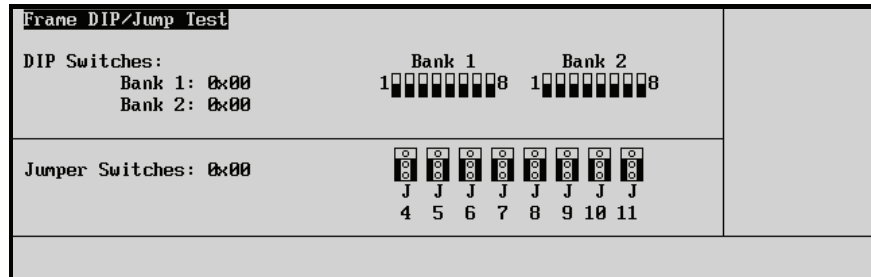 Frame DIP/Jump Test
DIP Switches: Bank 1 Bank 2
Bank 1: 0x00 1 8 1 8
Bank 2: 0x00
Jumper Switches: 0x00
J J J J J J J J
4 5 6 7 8 9 10 11